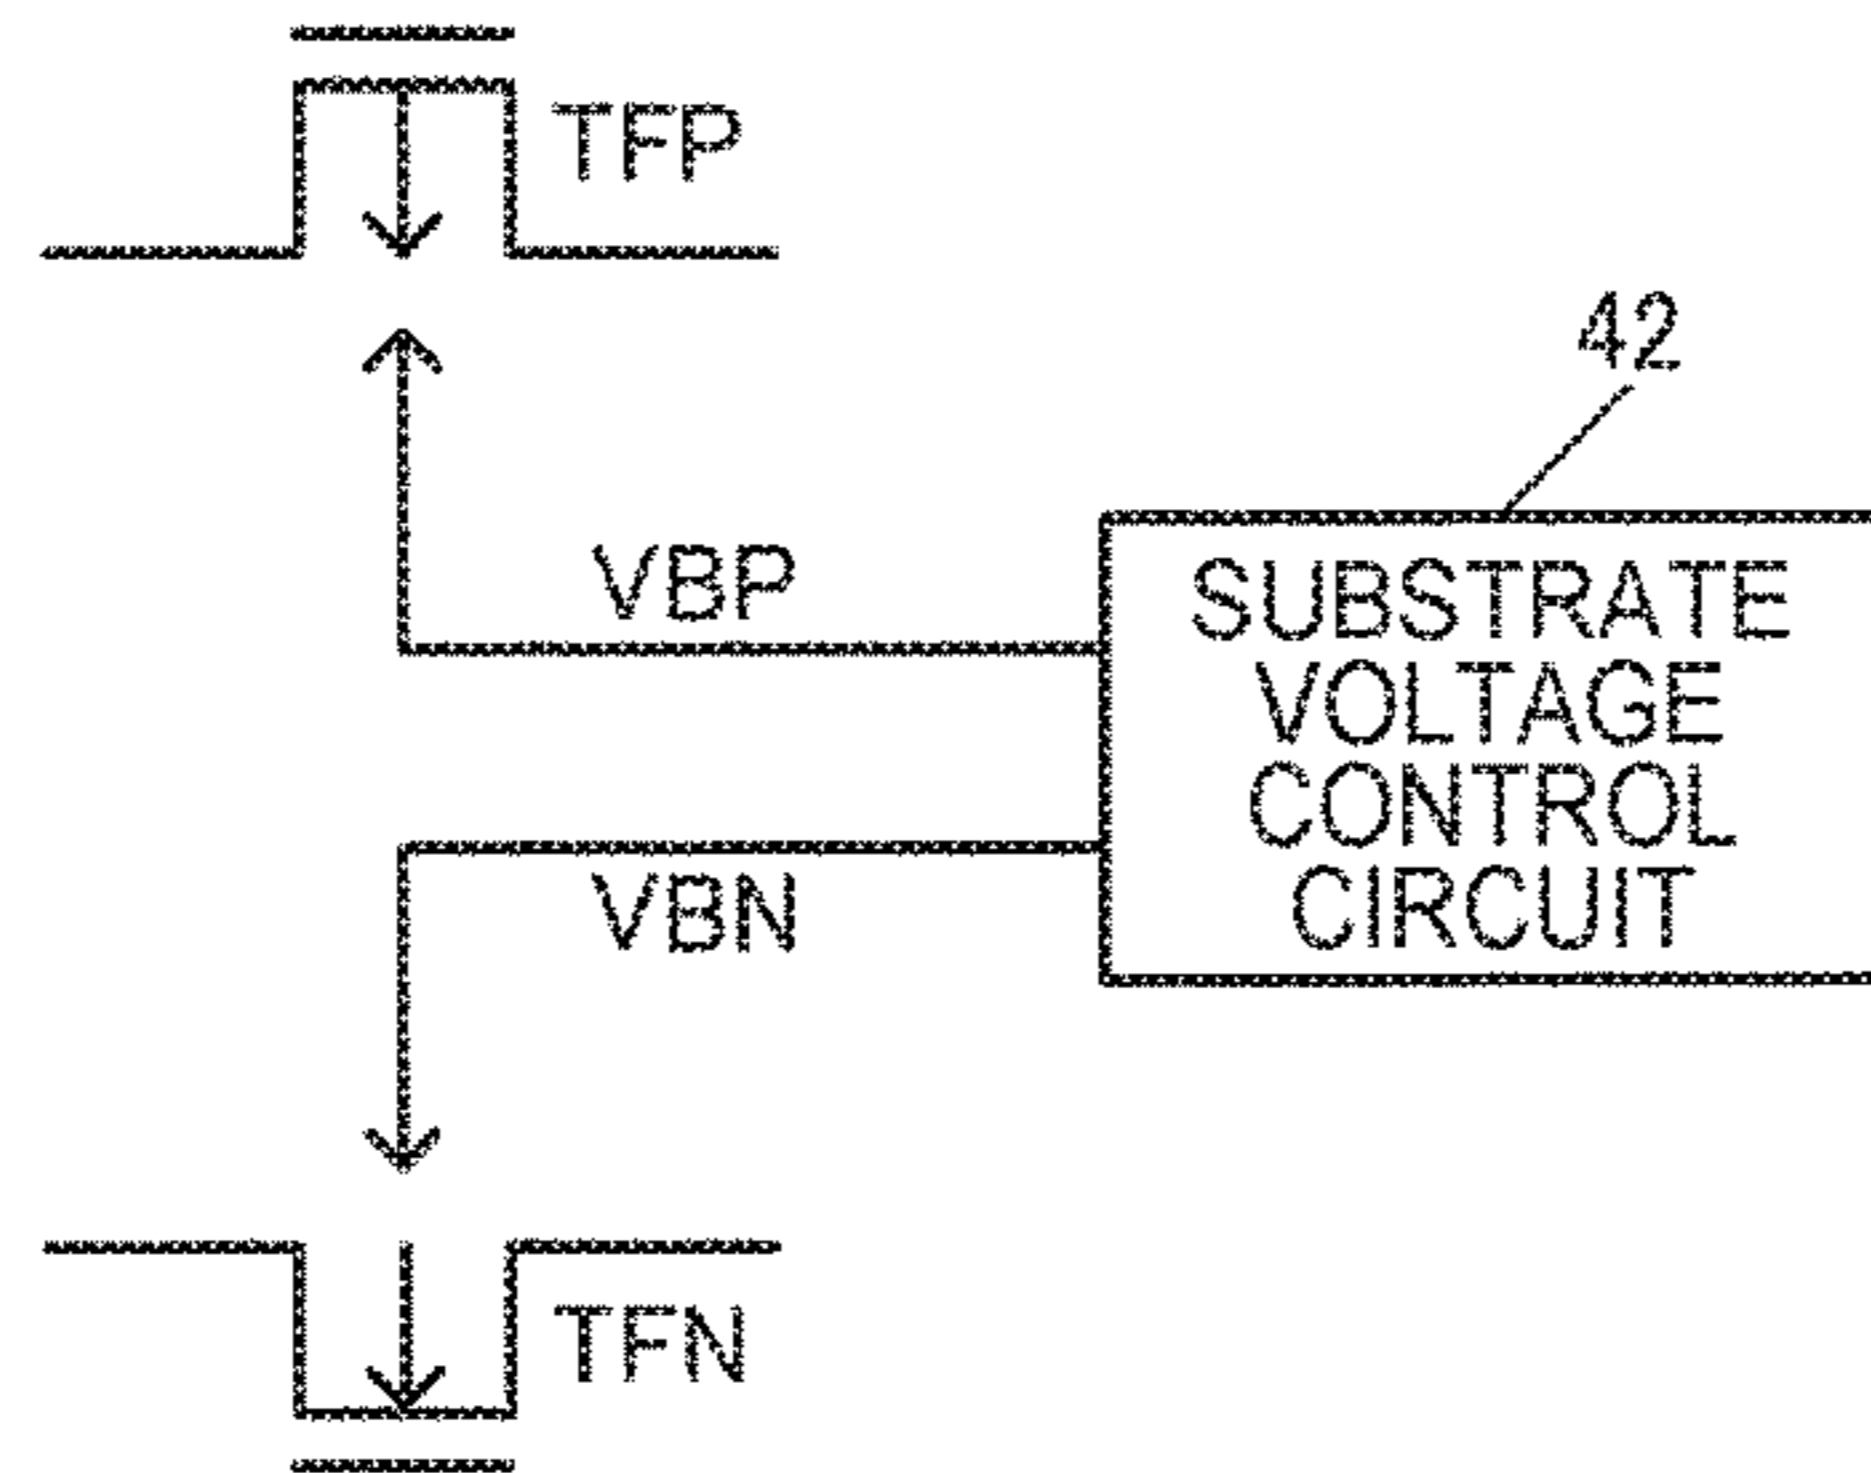 TFP
42
VBP
SUBSTRATE
VOLTAGE
CONTROL
CIRCUIT
VBN
TFN